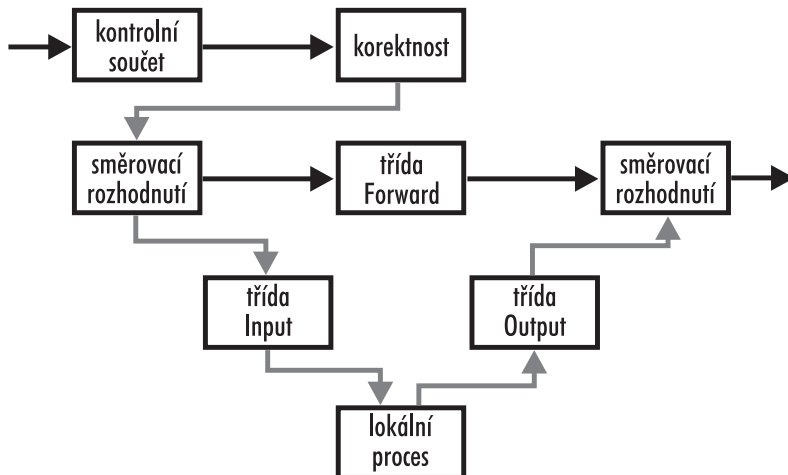 kontrolní
součet
korektnost
směrovací
rozhodnutí
třída
Forward
směrovací
rozhodnutí
třída
Input
třída
Output
lokální
proces